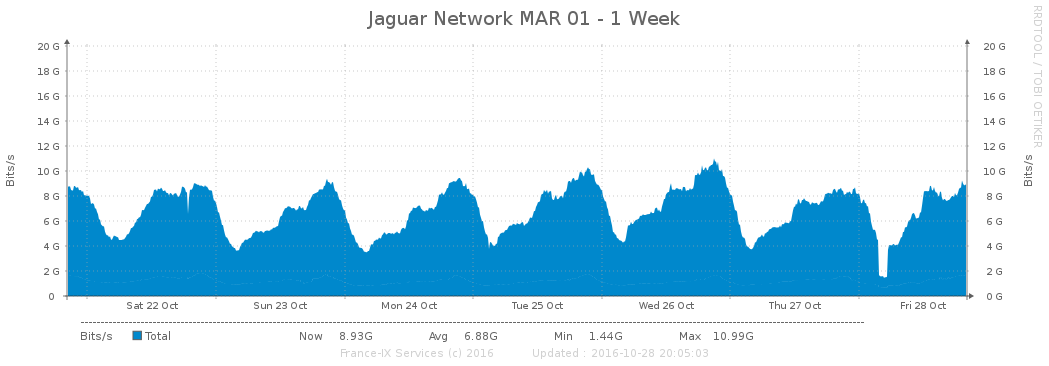 Jaguar Network MAR 01 - 1 Week
RRDTOOL / TOBI OETIKER
Bits/s
20 G 20 G
18 G 18 G
16 G 16 G
14 G 14 G
12 G 12 G
10 G 10 G
8 G 8 G
6 G 6 G
4 G 4 G
2 G 2 G
0 0 G
Bits/s
Sat 22 Oct Sun 23 Oct Mon 24 Oct Tue 25 Oct Wed 26 Oct Thu 27 Oct Fri 28 Oct
Bits/s Total Now 8.93G Avg 6.88G Min 1.44G Max 10.99G
France-IX Services (c) 2016 Updated : 2016-10-28 20:05:03